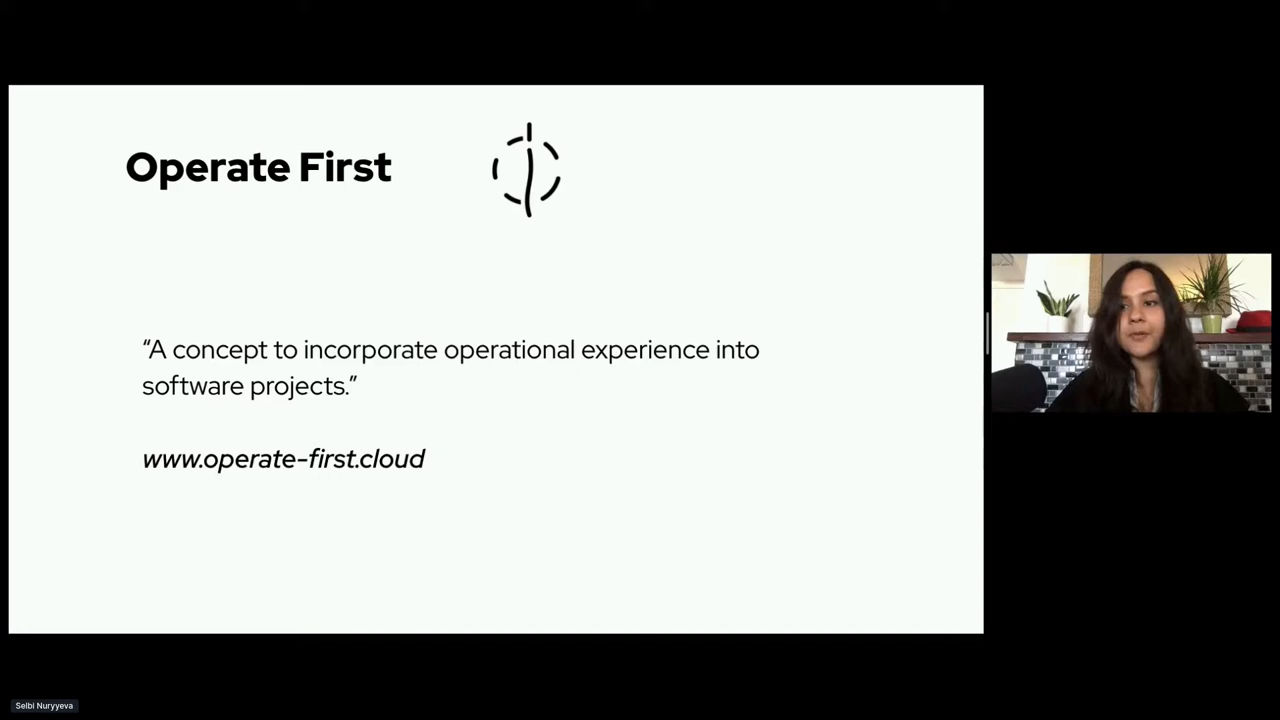 Operate First
“A concept to incorporate operational experience into
software projects.”
www.operate-first.cloud
Selbi Nuryyeva